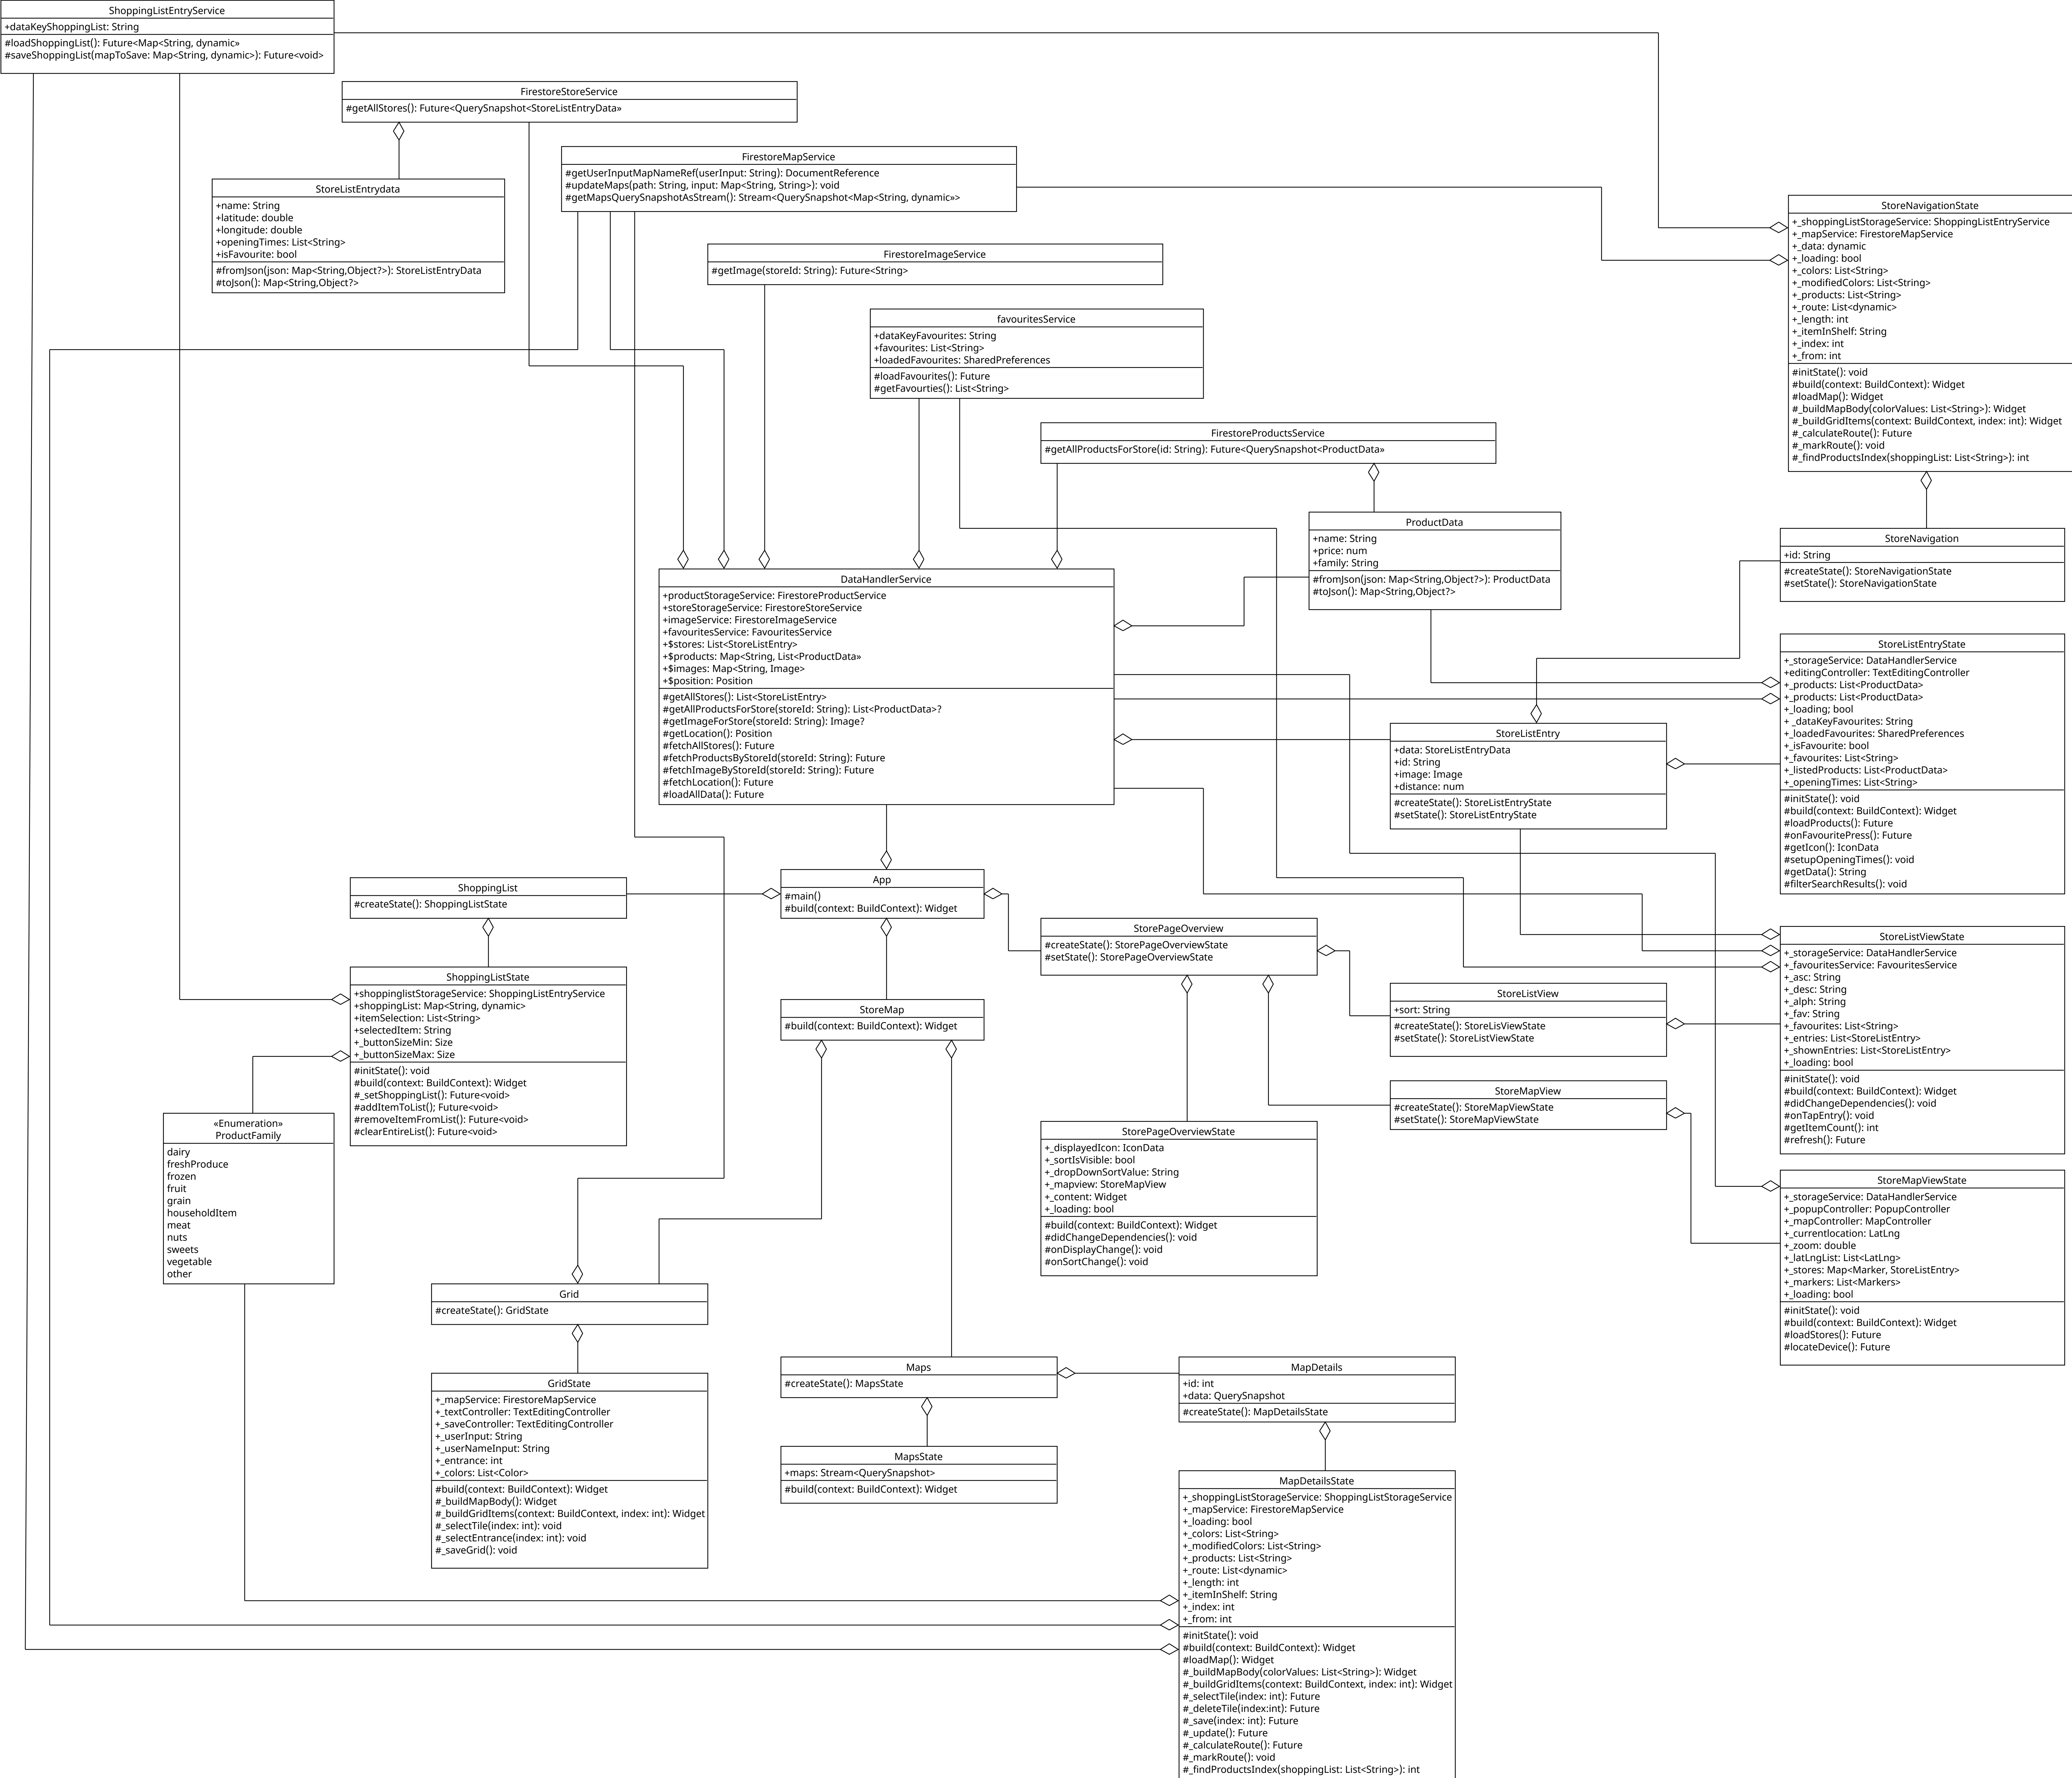 ShoppingListEntryService
+dataKeyShoppingList: String
#loadShoppingList(): Future<Map<String, dynamic»
#saveShoppingList(mapToSave: Map<String, dynamic>): Future<void>
FirestoreStoreService
#getAllStores(): Future<QuerySnapshot<StoreListEntryData»
FirestoreMapService
#getUserInputMapNameRef(userInput: String): DocumentReference
#updateMaps(path: String, input: Map<String, String>): void
#getMapsQuerySnapshotAsStream(): Stream<QuerySnapshot<Map<String, dynamic»>
StoreListEntrydata
+name: String
+latitude: double
+longitude: double
+openingTimes: List<String>
+isFavourite: bool
#fromJson(json: Map<String,Object?>): StoreListEntryData
#toJson(): Map<String,Object?>
StoreNavigationState
+_shoppingListStorageService: ShoppingListEntryService
+_mapService: FirestoreMapService
+_data: dynamic
+_loading: bool
+_colors: List<String>
+_modifiedColors: List<String>
+_products: List<String>
+_route: List<dynamic>
+_length: int
+_itemInShelf: String
+_index: int
+_from: int
#initState(): void
#build(context: BuildContext): Widget
#loadMap(): Widget
#_buildMapBody(colorValues: List<String>): Widget
#_buildGridItems(context: BuildContext, index: int): Widget
#_calculateRoute(): Future
#_markRoute(): void
#_findProductsIndex(shoppingList: List<String>): int
FirestoreImageService
#getImage(storeId: String): Future<String>
favouritesService
+dataKeyFavourites: String
+favourites: List<String>
+loadedFavourites: SharedPreferences
#loadFavourites(): Future
#getFavourties(): List<String>
FirestoreProductsService
#getAllProductsForStore(id: String): Future<QuerySnapshot<ProductData»
ProductData
+name: String
+price: num
+family: String
#fromJson(json: Map<String,Object?>): ProductData
#toJson(): Map<String,Object?>
StoreNavigation
+id: String
#createState(): StoreNavigationState
#setState(): StoreNavigationState
DataHandlerService
+productStorageService: FirestoreProductService
+storeStorageService: FirestoreStoreService
+imageService: FirestoreImageService
+favouritesService: FavouritesService
+$stores: List<StoreListEntry>
+$products: Map<String, List<ProductData»
+$images: Map<String, Image>
+$position: Position
#getAllStores(): List<StoreListEntry>
#getAllProductsForStore(storeId: String): List<ProductData>?
#getImageForStore(storeId: String): Image?
#getLocation(): Position
#fetchAllStores(): Future
#fetchProductsByStoreId(storeId: String): Future
#fetchImageByStoreId(storeId: String): Future
#fetchLocation(): Future
#loadAllData(): Future
StoreListEntryState
+_storageService: DataHandlerService
+editingController: TextEditingController
+_products: List<ProductData>
+_products: List<ProductData>
+_loading; bool
+ _dataKeyFavourites: String
+_loadedFavourites: SharedPreferences
+_isFavourite: bool
+_favourites: List<String>
+_listedProducts: List<ProductData>
+_openingTimes: List<String>
#initState(): void
#build(context: BuildContext): Widget
#loadProducts(): Future
#onFavouritePress(): Future
#getIcon(): IconData
#setupOpeningTimes(): void
#getData(): String
#filterSearchResults(): void
StoreListEntry
+data: StoreListEntryData
+id: String
+image: Image
+distance: num
#createState(): StoreListEntryState
#setState(): StoreListEntryState
App
#main()
#build(context: BuildContext): Widget
ShoppingList
#createState(): ShoppingListState
StorePageOverview
#createState(): StorePageOverviewState
#setState(): StorePageOverviewState
StoreListViewState
+_storageService: DataHandlerService
+_favouritesService: FavouritesService
+_asc: String
+_desc: String
+_alph: String
+_fav: String
+_favourites: List<String>
+_entries: List<StoreListEntry>
+_shownEntries: List<StoreListEntry>
+_loading: bool
#initState(): void
#build(context: BuildContext): Widget
#didChangeDependencies(): void
#onTapEntry(): void
#getItemCount(): int
#refresh(): Future
ShoppingListState
+shoppinglistStorageService: ShoppingListEntryService
+shoppingList: Map<String, dynamic>
+itemSelection: List<String>
+selectedItem: String
+_buttonSizeMin: Size
+_buttonSizeMax: Size
#initState(): void
#build(context: BuildContext): Widget
#_setShoppingList(): Future<void>
#addItemToList(); Future<void>
#removeItemFromList(): Future<void>
#clearEntireList(): Future<void>
StoreMap
#build(context: BuildContext): Widget
StoreListView
+sort: String
#createState(): StoreLisViewState
#setState(): StoreListViewState
StoreMapView
#createState(): StoreMapViewState
#setState(): StoreMapViewState
«Enumeration»
ProductFamily
dairy
freshProduce
frozen
fruit
grain
householdItem
meat
nuts
sweets
vegetable
other
StorePageOverviewState
+_displayedIcon: IconData
+_sortIsVisible: bool
+_dropDownSortValue: String
+_mapview: StoreMapView
+_content: Widget
+_loading: bool
#build(context: BuildContext): Widget
#didChangeDependencies(): void
#onDisplayChange(): void
#onSortChange(): void
StoreMapViewState
+_storageService: DataHandlerService
+_popupController: PopupController
+_mapController: MapController
+_currentlocation: LatLng
+_zoom: double
+_latLngList: List<LatLng>
+_stores: Map<Marker, StoreListEntry>
+_markers: List<Markers>
+_loading: bool
#initState(): void
#build(context: BuildContext): Widget
#loadStores(): Future
#locateDevice(): Future
Grid
#createState(): GridState
GridState
+_mapService: FirestoreMapService
+_textController: TextEditingController
+_saveController: TextEditingController
+_userInput: String
+_userNameInput: String
+_entrance: int
+_colors: List<Color>
#build(context: BuildContext): Widget
#_buildMapBody(): Widget
#_buildGridItems(context: BuildContext, index: int): Widget
#_selectTile(index: int): void
#_selectEntrance(index: int): void
#_saveGrid(): void
Maps
#createState(): MapsState
MapDetails
+id: int
+data: QuerySnapshot
#createState(): MapDetailsState
MapsState
+maps: Stream<QuerySnapshot>
#build(context: BuildContext): Widget
MapDetailsState
+_shoppingListStorageService: ShoppingListStorageService
+_mapService: FirestoreMapService
+_loading: bool
+_colors: List<String>
+_modifiedColors: List<String>
+_products: List<String>
+_route: List<dynamic>
+_length: int
+_itemInShelf: String
+_index: int
+_from: int
#initState(): void
#build(context: BuildContext): Widget
#loadMap(): Widget
#_buildMapBody(colorValues: List<String>): Widget
#_buildGridItems(context: BuildContext, index: int): Widget
#_selectTile(index: int): Future
#_deleteTile(index:int): Future
#_save(index: int): Future
#_update(): Future
#_calculateRoute(): Future
#_markRoute(): void
#_findProductsIndex(shoppingList: List<String>): int